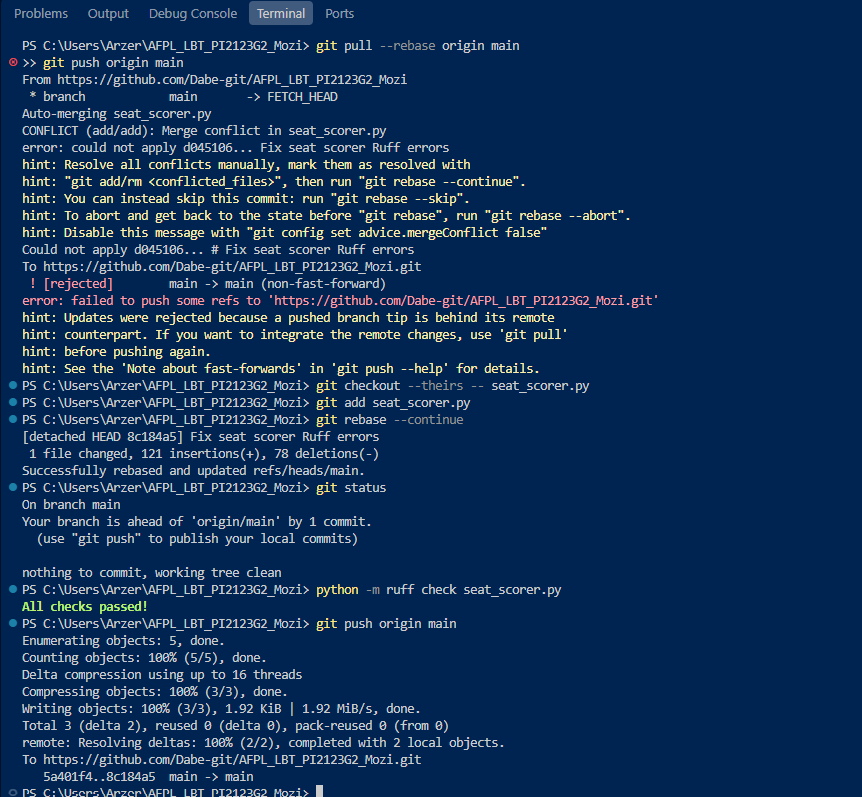 Problems Output Debug Console Terminal Ports
PS C:\Users\Arzer\AFPL_LBT_PI2123G2_Mozi> git pull --rebase origin main
>> git push origin main
From https://github.com/Dabe-git/AFPL_LBT_PI2123G2_Mozi
 * branch            main       -> FETCH_HEAD
Auto-merging seat_scorer.py
CONFLICT (add/add): Merge conflict in seat_scorer.py
error: could not apply d045106... Fix seat scorer Ruff errors
hint: Resolve all conflicts manually, mark them as resolved with
hint: "git add/rm <conflicted_files>", then run "git rebase --continue".
hint: You can instead skip this commit: run "git rebase --skip".
hint: To abort and get back to the state before "git rebase", run "git rebase --abort".
hint: Disable this message with "git config set advice.mergeConflict false"
Could not apply d045106... # Fix seat scorer Ruff errors
To https://github.com/Dabe-git/AFPL_LBT_PI2123G2_Mozi.git
 ! [rejected]        main -> main (non-fast-forward)
error: failed to push some refs to 'https://github.com/Dabe-git/AFPL_LBT_PI2123G2_Mozi.git'
hint: Updates were rejected because a pushed branch tip is behind its remote
hint: counterpart. If you want to integrate the remote changes, use 'git pull'
hint: before pushing again.
hint: See the 'Note about fast-forwards' in 'git push --help' for details.
PS C:\Users\Arzer\AFPL_LBT_PI2123G2_Mozi> git checkout --theirs -- seat_scorer.py
PS C:\Users\Arzer\AFPL_LBT_PI2123G2_Mozi> git add seat_scorer.py
PS C:\Users\Arzer\AFPL_LBT_PI2123G2_Mozi> git rebase --continue
[detached HEAD 8c184a5] Fix seat scorer Ruff errors
 1 file changed, 121 insertions(+), 78 deletions(-)
Successfully rebased and updated refs/heads/main.
PS C:\Users\Arzer\AFPL_LBT_PI2123G2_Mozi> git status
On branch main
Your branch is ahead of 'origin/main' by 1 commit.
  (use "git push" to publish your local commits)
nothing to commit, working tree clean
PS C:\Users\Arzer\AFPL_LBT_PI2123G2_Mozi> python -m ruff check seat_scorer.py
All checks passed!
PS C:\Users\Arzer\AFPL_LBT_PI2123G2_Mozi> git push origin main
Enumerating objects: 5, done.
Counting objects: 100% (5/5), done.
Delta compression using up to 16 threads
Compressing objects: 100% (3/3), done.
Writing objects: 100% (3/3), 1.92 KiB | 1.92 MiB/s, done.
Total 3 (delta 2), reused 0 (delta 0), pack-reused 0 (from 0)
remote: Resolving deltas: 100% (2/2), completed with 2 local objects.
To https://github.com/Dabe-git/AFPL_LBT_PI2123G2_Mozi.git
   5a401f4..8c184a5  main -> main
PS C:\Users\Arzer\AFPL_LBT_PI2123G2_Mozi>